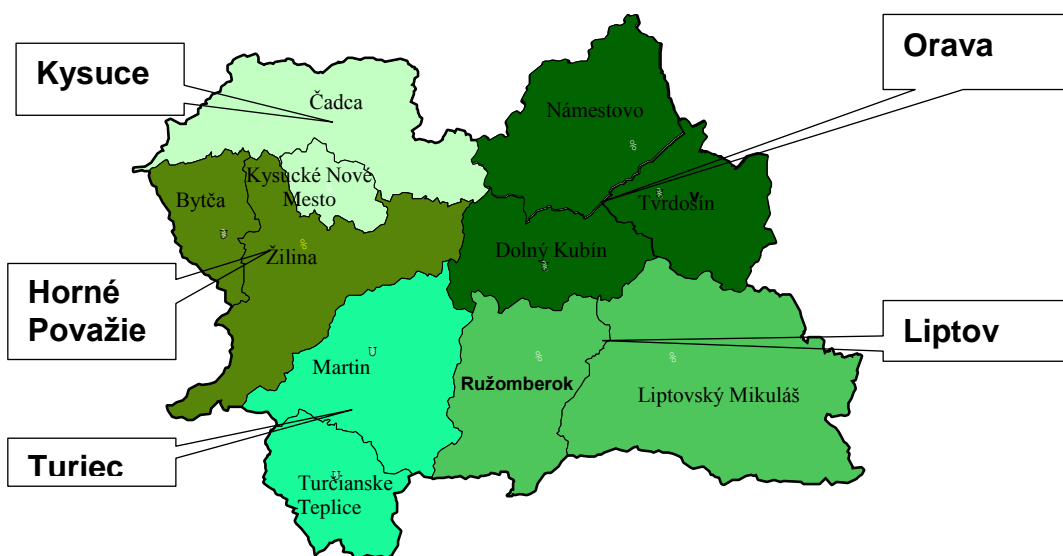 Orava
Kysuce
Čadca
Námestovo
Kysucké Nové
Mesto
Bytča
Tvrdošín
v
Dolný Kubín
Žilina
Horné
Považie
Liptov
Martin
Ružomberok
Liptovský Mikuláš
Turiec
Turčianske
Teplice